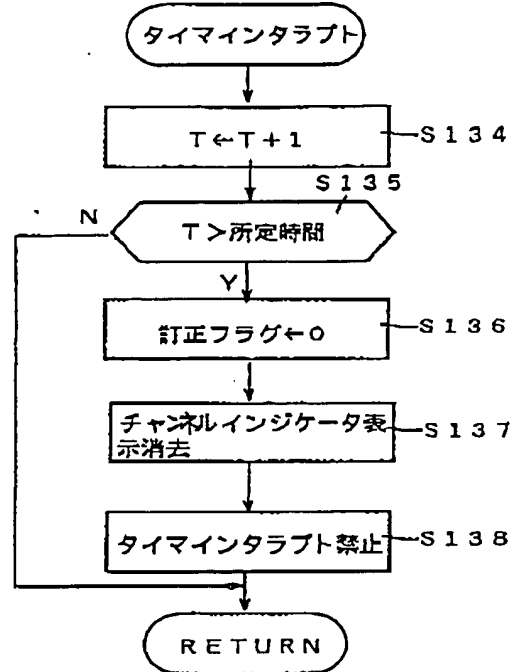 タイマインタラプト
T←T+1
S134
S135
N
T>所定時間
Y
訂正フラグ←0
S136
チャンネルインジケータ表
示消去
S137
タイマインタラプト禁止
S138
RETURN